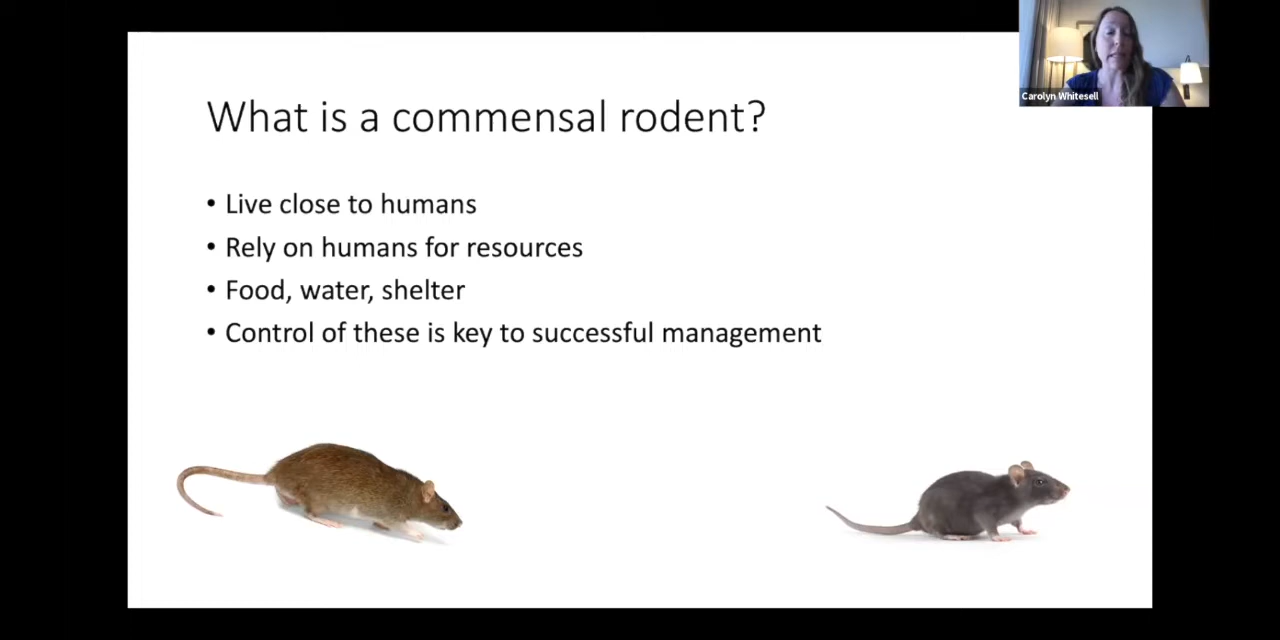 Carolyn Whitesell
What is a commensal rodent?
• Live close to humans
• Rely on humans for resources
• Food, water, shelter
• Control of these is key to successful management